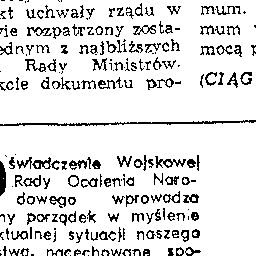 kt uchwały rządu w
ie rozpatrzony zosta-
ednym z najbliższych
Rady Ministrów.
kcie dokumentu pro-
mum.
mum
mocą
(CIĄG
Oświadczenie Wojskowej
Rady Ocalenia Naro-
dowego wprowadza
ny porządek w myślenie
ktualnej sytuacji naszego
stwa, nacechowane spo-